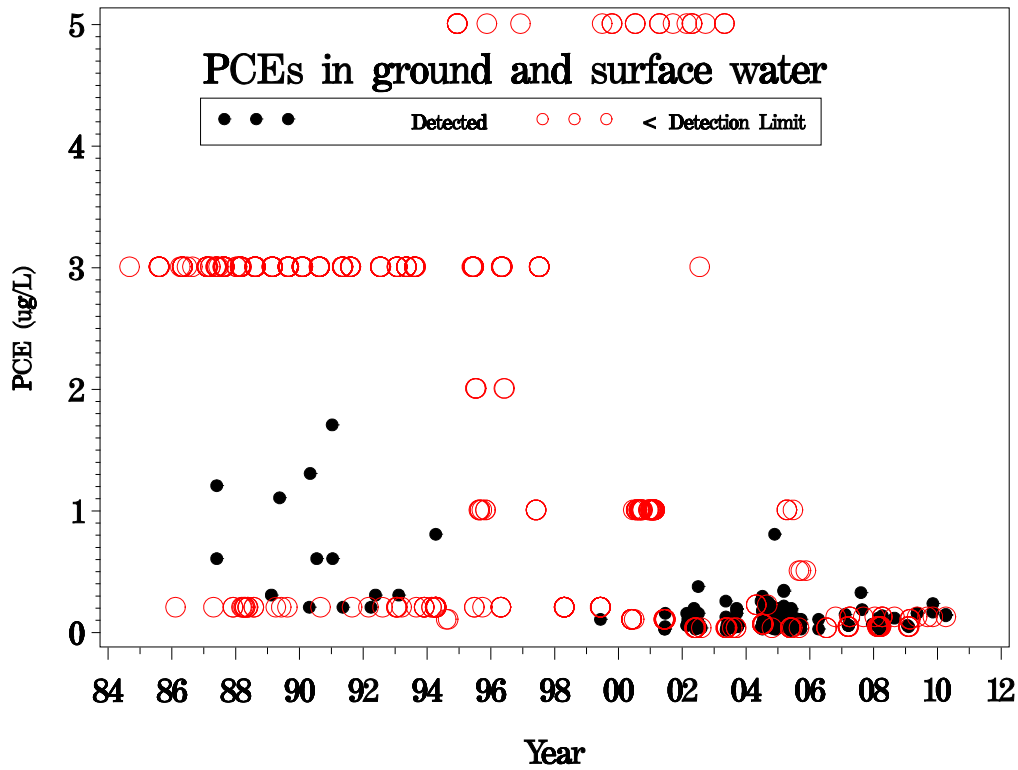 PCEs in ground and surface water
Detected < Detection Limit
5
4
3
2
1
0
PCE (ug/L)
84 86 88 90 92 94 96 98 00 02 04 06 08 10 12
Year